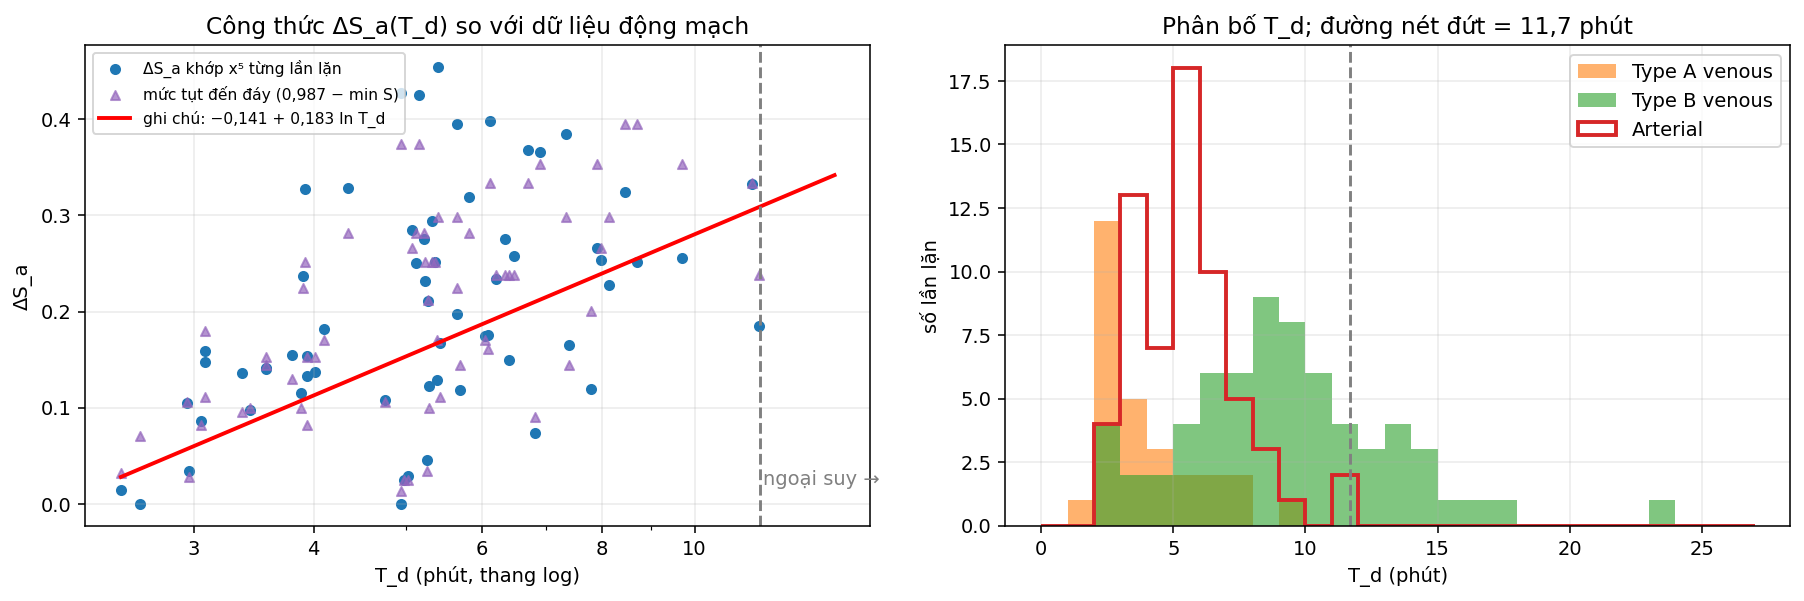 Công thức ΔS_a(T_d) so với dữ liệu động mạch
ΔS_a khớp x⁵ từng lần lặn
mức tụt đến đáy (0,987 − min S)
ghi chú: −0,141 + 0,183 ln T_d
ΔS_a
0.4
0.3
0.2
0.1
0.0
ngoại suy →
3
4
6
8
10
T_d (phút, thang log)
Phân bố T_d; đường nét đứt = 11,7 phút
Type A venous
Type B venous
Arterial
số lần lặn
17.5
15.0
12.5
10.0
7.5
5.0
2.5
0.0
0
5
10
15
20
25
T_d (phút)